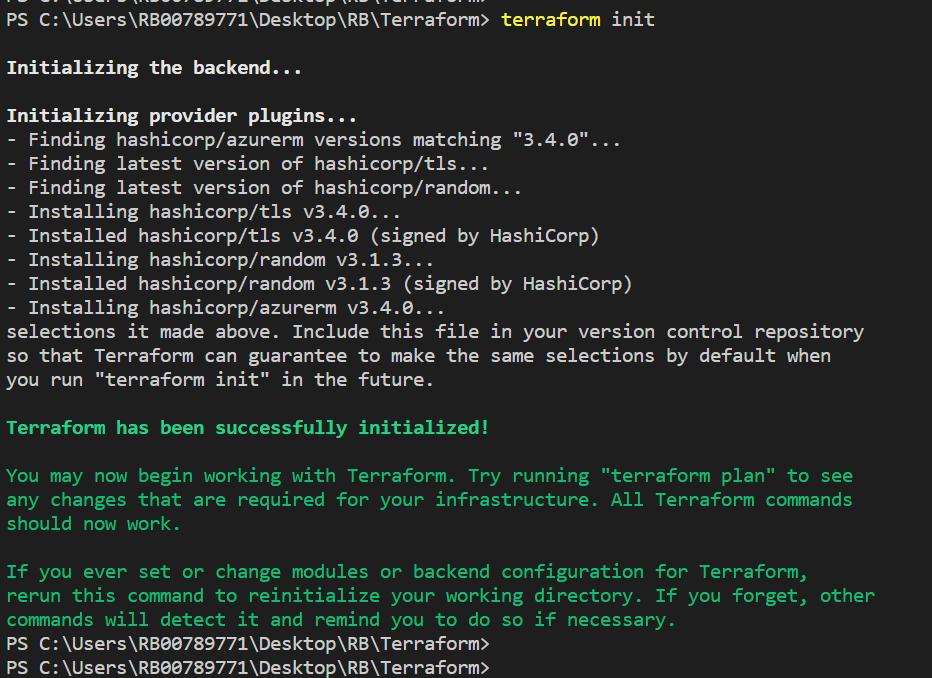 PS C:\Users\RB00789771\Desktop\RB\Terraform> terraform init
Initializing the backend...
Initializing provider plugins...
- Finding hashicorp/azurerm versions matching "3.4.0"...
- Finding latest version of hashicorp/tls...
- Finding latest version of hashicorp/random...
- Installing hashicorp/tls v3.4.0...
- Installed hashicorp/tls v3.4.0 (signed by HashiCorp)
- Installing hashicorp/random v3.1.3...
- Installed hashicorp/random v3.1.3 (signed by HashiCorp)
- Installing hashicorp/azurerm v3.4.0...
selections it made above. Include this file in your version control repository
so that Terraform can guarantee to make the same selections by default when
you run "terraform init" in the future.
Terraform has been successfully initialized!
You may now begin working with Terraform. Try running "terraform plan" to see
any changes that are required for your infrastructure. All Terraform commands
should now work.
If you ever set or change modules or backend configuration for Terraform,
rerun this command to reinitialize your working directory. If you forget, other
commands will detect it and remind you to do so if necessary.
PS C:\Users\RB00789771\Desktop\RB\Terraform>
PS C:\Users\RB00789771\Desktop\RB\Terraform>